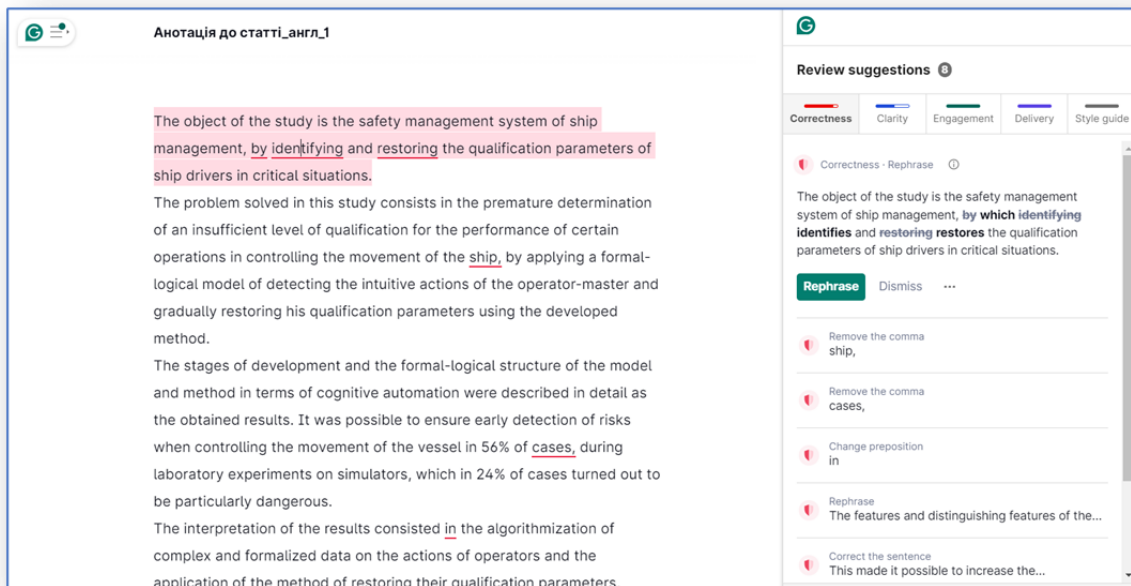 Анотація до статті_англ_1
The object of the study is the safety management system of ship
management, by identifying and restoring the qualification parameters of
ship drivers in critical situations.
The problem solved in this study consists in the premature determination
of an insufficient level of qualification for the performance of certain
operations in controlling the movement of the ship, by applying a formal-
logical model of detecting the intuitive actions of the operator-master and
gradually restoring his qualification parameters using the developed
method.
The stages of development and the formal-logical structure of the model
and method in terms of cognitive automation were described in detail as
the obtained results. It was possible to ensure early detection of risks
when controlling the movement of the vessel in 56% of cases, during
laboratory experiments on simulators, which in 24% of cases turned out to
be particularly dangerous.
The interpretation of the results consisted in the algorithmization of
complex and formalized data on the actions of operators and the
application of the method of restoring their qualification parameters.
Review suggestions 8
Correctness
Clarity
Engagement
Delivery
Style guide
Correctness · Rephrase
The object of the study is the safety management
system of ship management, by which identifying
identifies and restoring restores the qualification
parameters of ship drivers in critical situations.
Rephrase
Dismiss
...
Remove the comma
ship,
Remove the comma
cases,
Change preposition
in
Rephrase
The features and distinguishing features of the...
Correct the sentence
This made it possible to increase the...